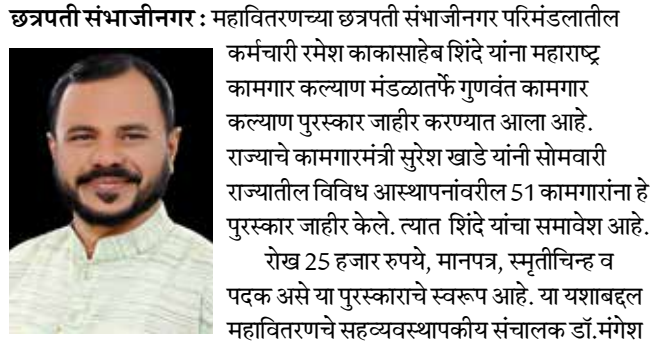 छत्रपती संभाजीनगर : महावितरणच्या छत्रपती संभाजीनगर परिमंडलातील
कर्मचारी रमेश काकासाहेब शिंदे यांना महाराष्ट्र
कामगार कल्याण मंडळातर्फे गुणवंत कामगार
कल्याण पुरस्कार जाहीर करण्यात आला आहे.
राज्याचे कामगारमंत्री सुरेश खाडे यांनी सोमवारी
राज्यातील विविध आस्थापनांवरील 51 कामगारांना हे
पुरस्कार जाहीर केले. त्यात शिंदे यांचा समावेश आहे.
रोख 25 हजार रुपये, मानपत्र, स्मृतीचिन्ह व
पदक असे या पुरस्काराचे स्वरूप आहे. या यशाबद्दल
महावितरणचे सहव्यवस्थापकीय संचालक डॉ.मंगेश